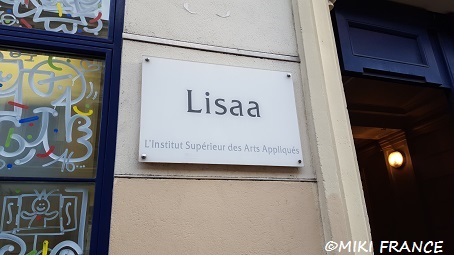 Lisaa
L'Institut Supérieur des Arts Appliqués
©MIKI FRANCE